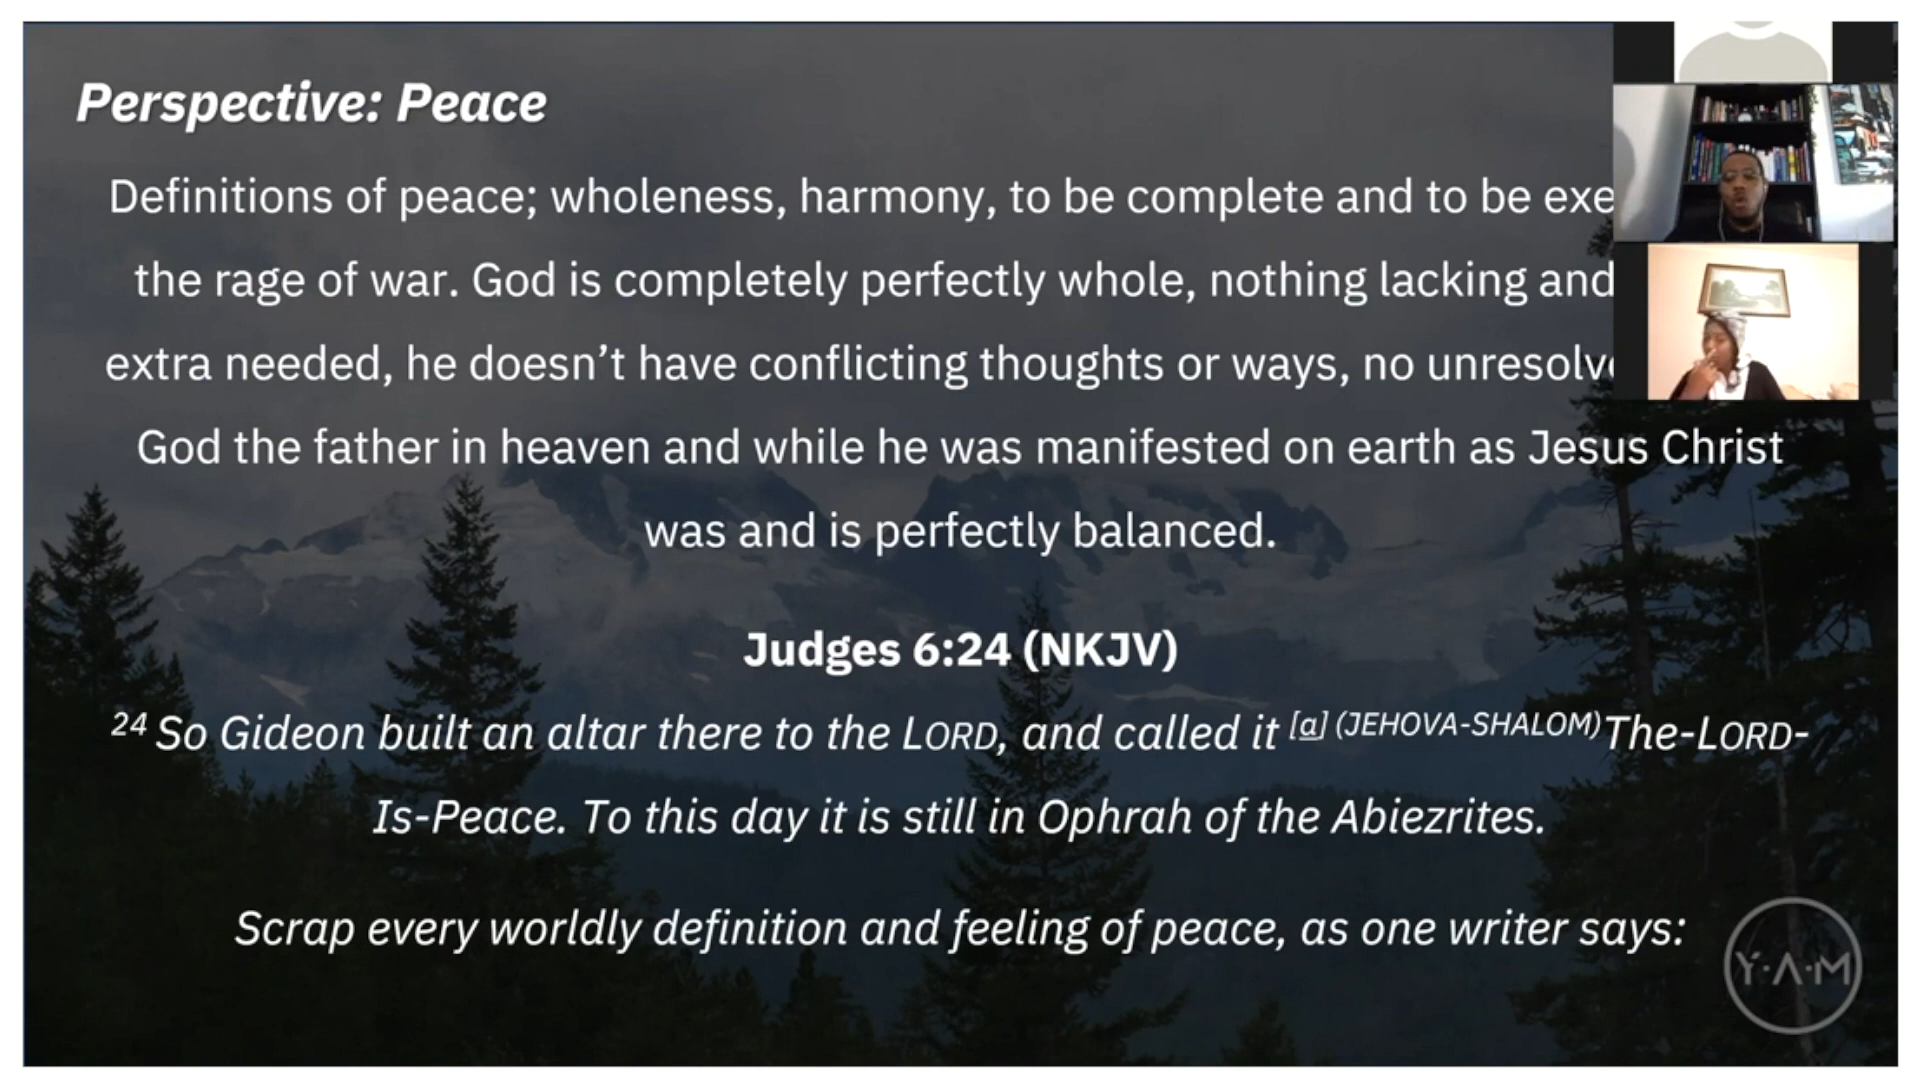 Perspective: Peace
Definitions of peace; wholeness, harmony, to be complete and to be
the rage of war. God is completely perfectly whole, nothing lacking and
extra needed, he doesn’t have conflicting thoughts or ways, no
God the father in heaven and while he was manifested on earth as Jesus Christ
was and is perfectly balanced.
Judges 6:24 (NKJV)
24 So Gideon built an altar there to the LORD, and called it [a] (JEHOVA-SHALOM)The-LORD-
Is-Peace. To this day it is still in Ophrah of the Abiezrites.
Scrap every worldly definition and feeling of peace, as one writer says:
Y·A·M